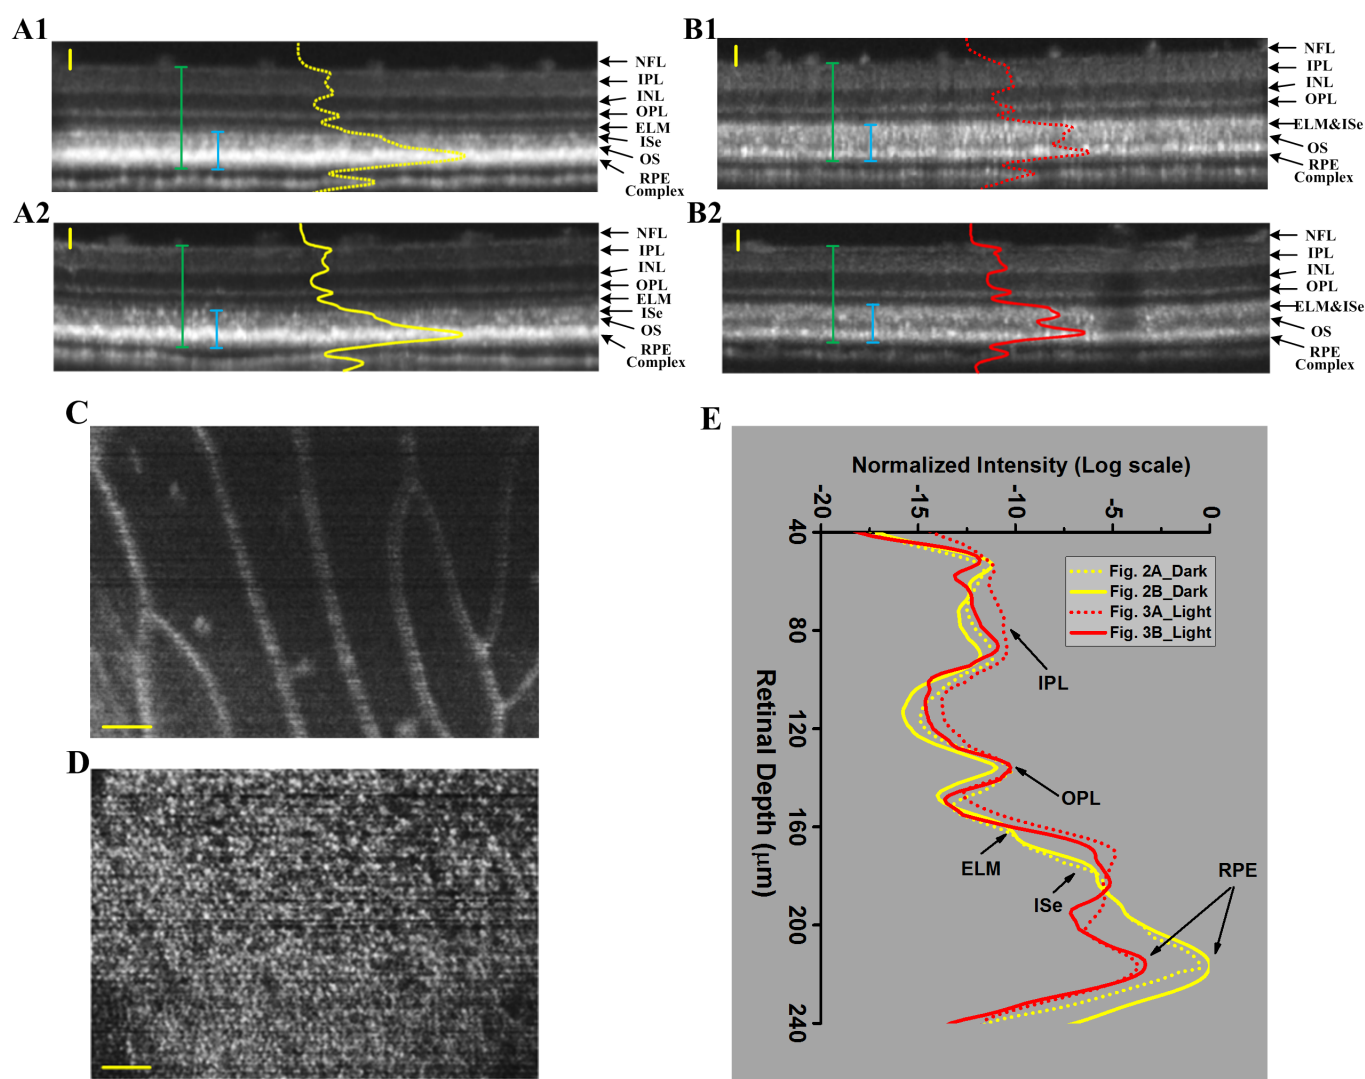 A1
NFL
IPL
INL
OPL
ELM
ISe
OS
RPE
Complex
B1
NFL
IPL
INL
OPL
ELM&ISe
OS
RPE
Complex
A2
NFL
IPL
INL
OPL
ELM
ISe
OS
RPE
Complex
B2
NFL
IPL
INL
OPL
ELM&ISe
OS
RPE
Complex
C
D
E
Normalized Intensity (Log scale)
-20 -15 -10 -5 0
40
80
120
160
200
240
Retinal Depth (μm)
Fig. 2A_Dark
Fig. 2B_Dark
Fig. 3A_Light
Fig. 3B_Light
IPL
OPL
ELM
ISe
RPE